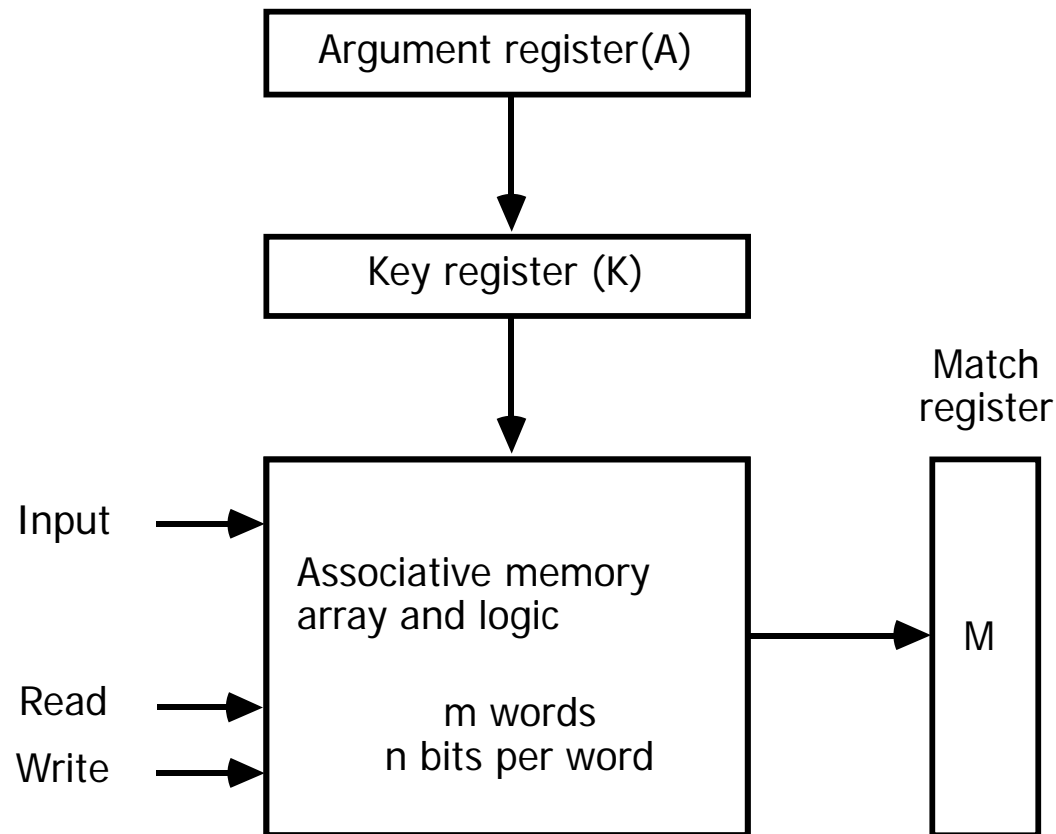 Argument register(A)
Key register (K)
Match
register
Input
Associative memory
array and logic
M
Read
m words
Write
n bits per word